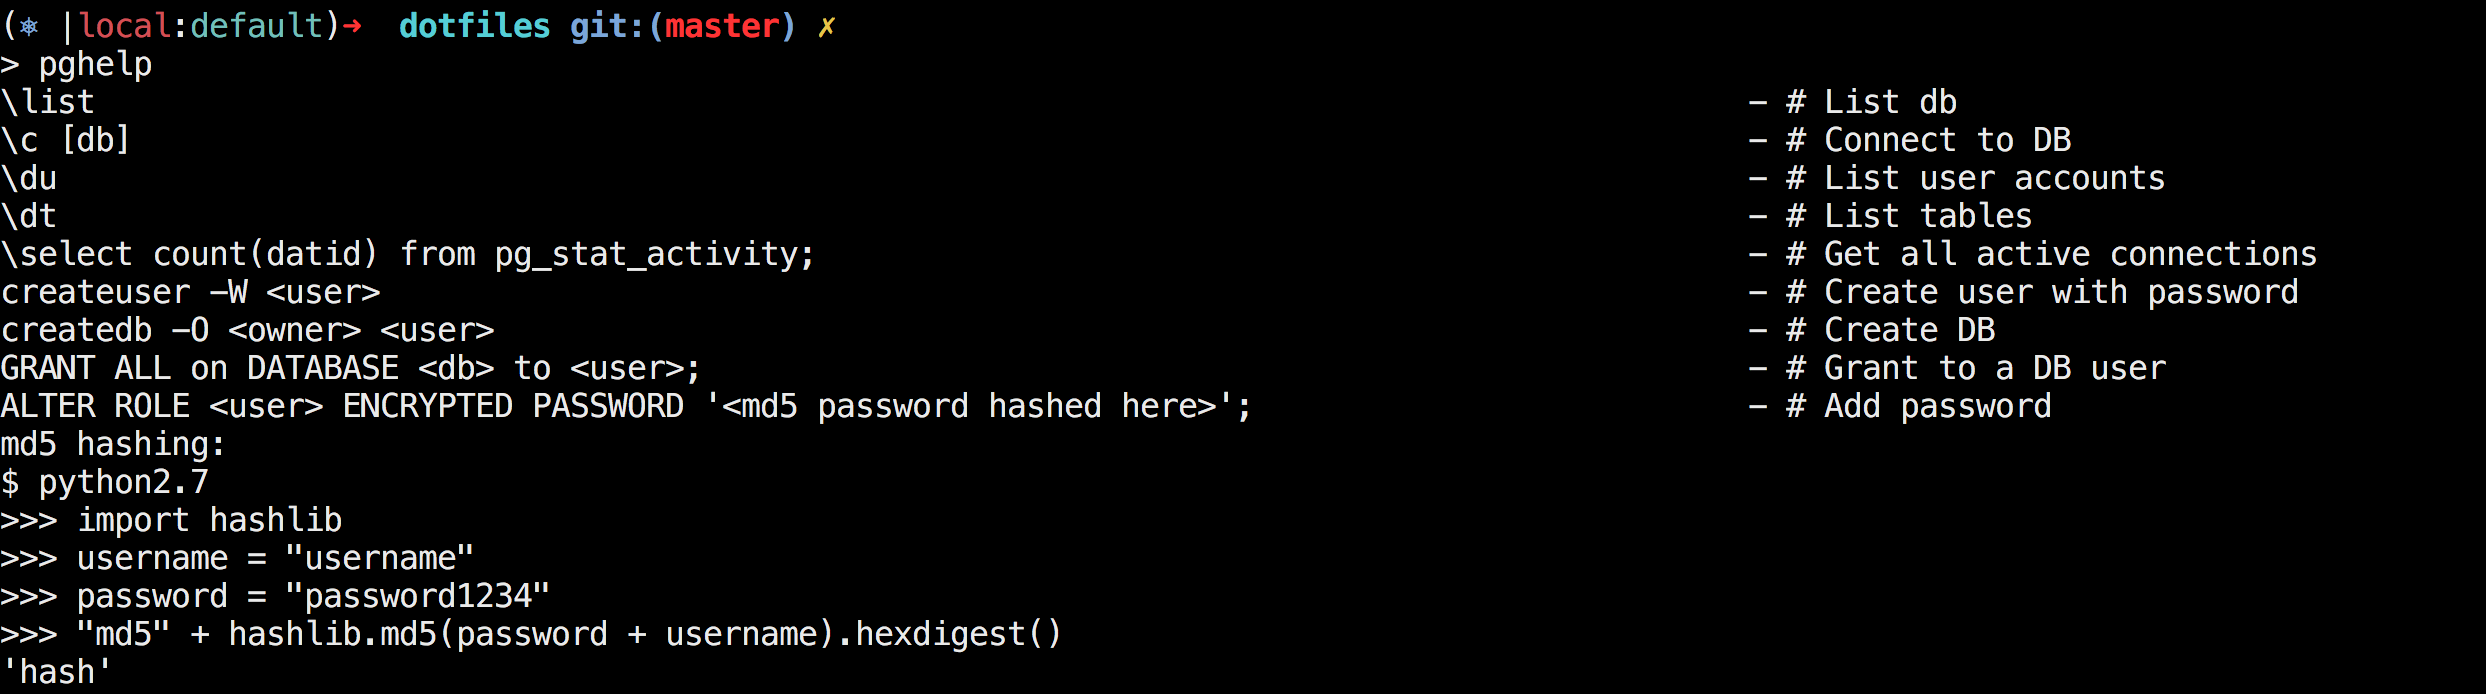 (⎈ |local:default)➜  dotfiles git:(master) ✗
> pghelp
\list - # List db
\c [db] - # Connect to DB
\du - # List user accounts
\dt - # List tables
\select count(datid) from pg_stat_activity; - # Get all active connections
createuser -W <user> - # Create user with password
createdb -O <owner> <user> - # Create DB
GRANT ALL on DATABASE <db> to <user>; - # Grant to a DB user
ALTER ROLE <user> ENCRYPTED PASSWORD '<md5 password hashed here>'; - # Add password
md5 hashing:
$ python2.7
>>> import hashlib
>>> username = "username"
>>> password = "password1234"
>>> "md5" + hashlib.md5(password + username).hexdigest()
'hash'